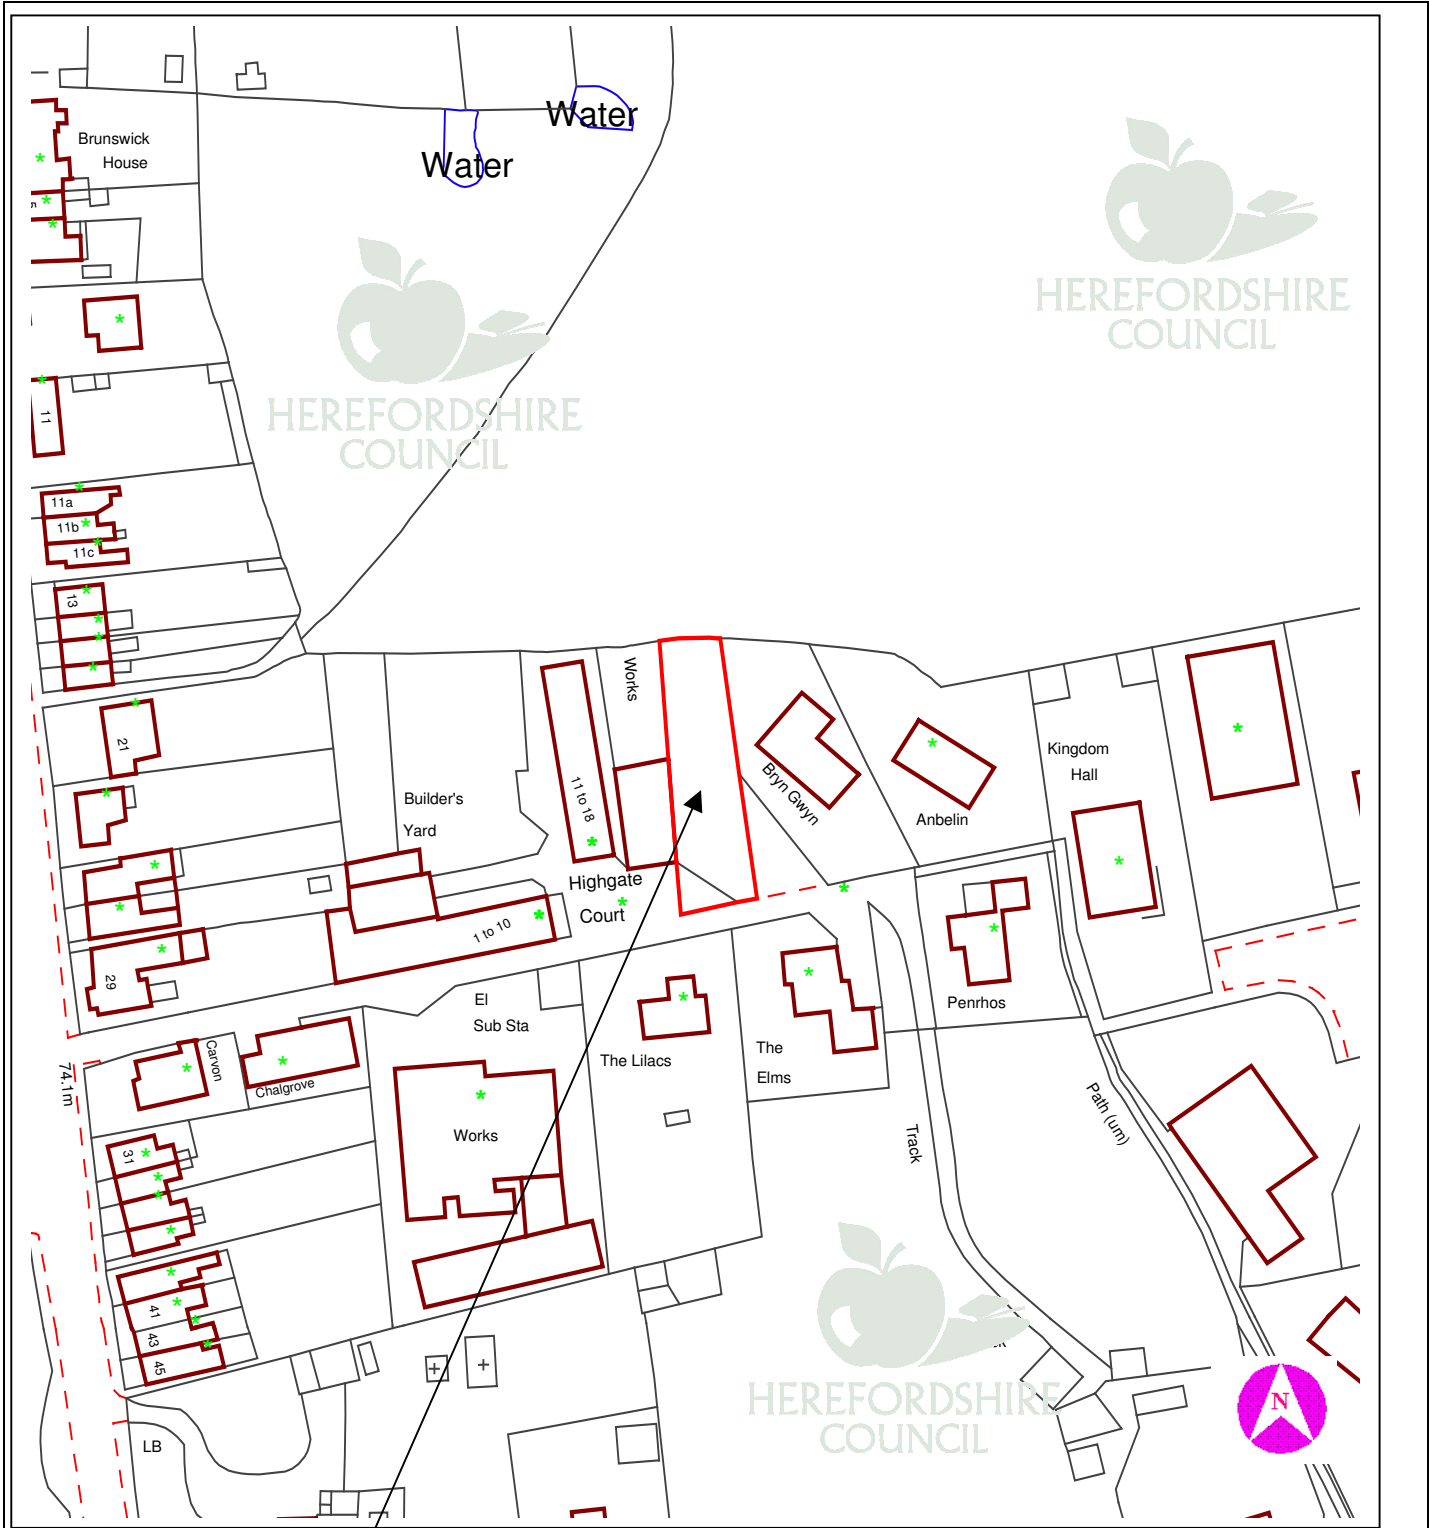 Water
Water
Brunswick
House
HEREFORDSHIRE
COUNCIL
HEREFORDSHIRE
COUNCIL
11
11a
11b
11c
13
21
Works
Builder's
Yard
11 to 18
Bryn Gwyn
Anbelin
Kingdom
Hall
Highgate
Court
1 to 10
29
El
Sub Sta
The Lilacs
The
Elms
Penrhos
Carvon
Chalgrove
74.1m
Works
31
Track
Path (um)
41
43
45
LB
HEREFORDSHIRE
COUNCIL
N